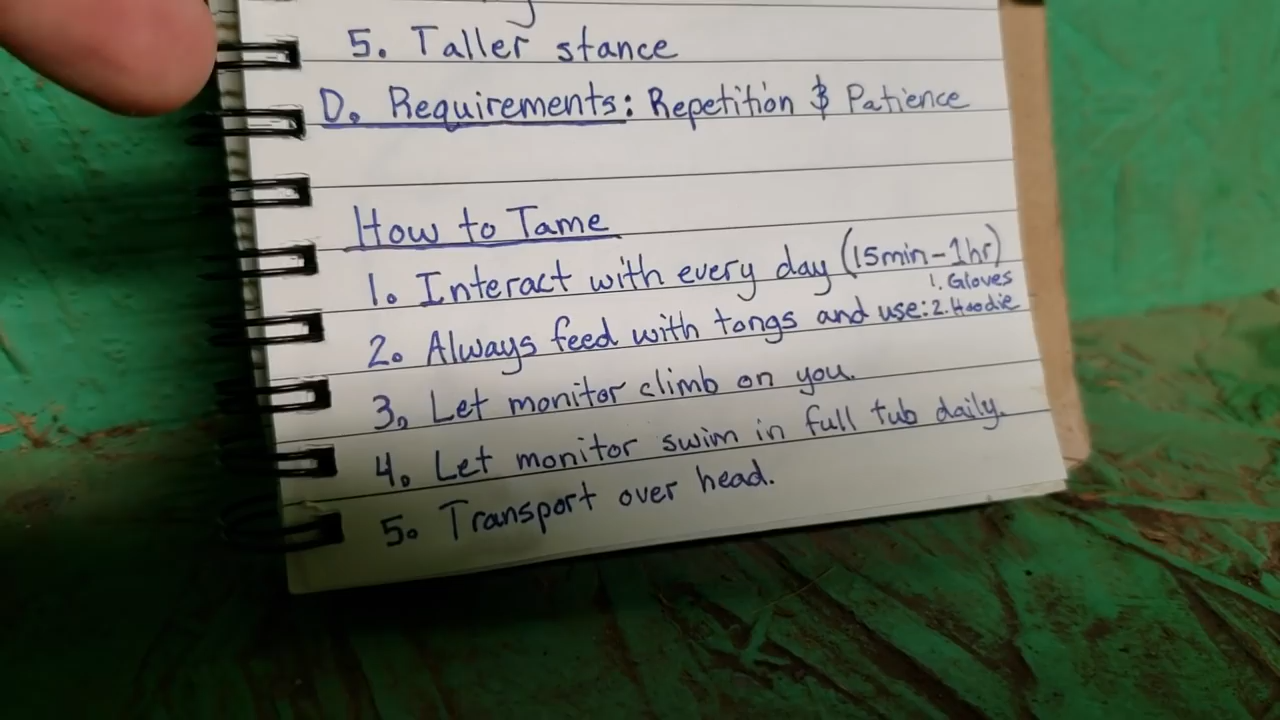 5. Taller stance
D. Requirements: Repetition & Patience
How to Tame
1. Interact with every day (15min-1hr)
1. Gloves
2. Always feed with tongs and use: 2. Hoodie
3. Let monitor climb on you.
4. Let monitor swim in full tub daily.
5. Transport over head.